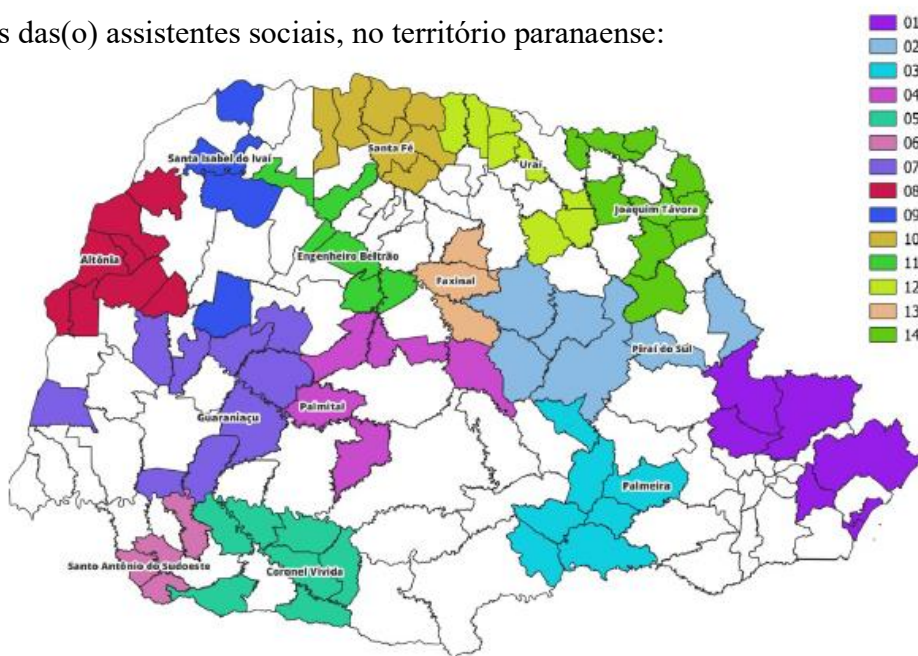 s das(o) assistentes sociais, no território paranaense:
01
02
03
04
05
06
07
08
09
10
11
12
13
14
Santa Fé
Santa Isabel do Ivaí
Uraí
Joaquim Távora
Altônia
Engenheiro Beltrão
Faxinal
Piraí do Sul
Palmital
Guaraniaçu
Palmeira
Santo Antônio do Sudoeste
Coronel Vivida